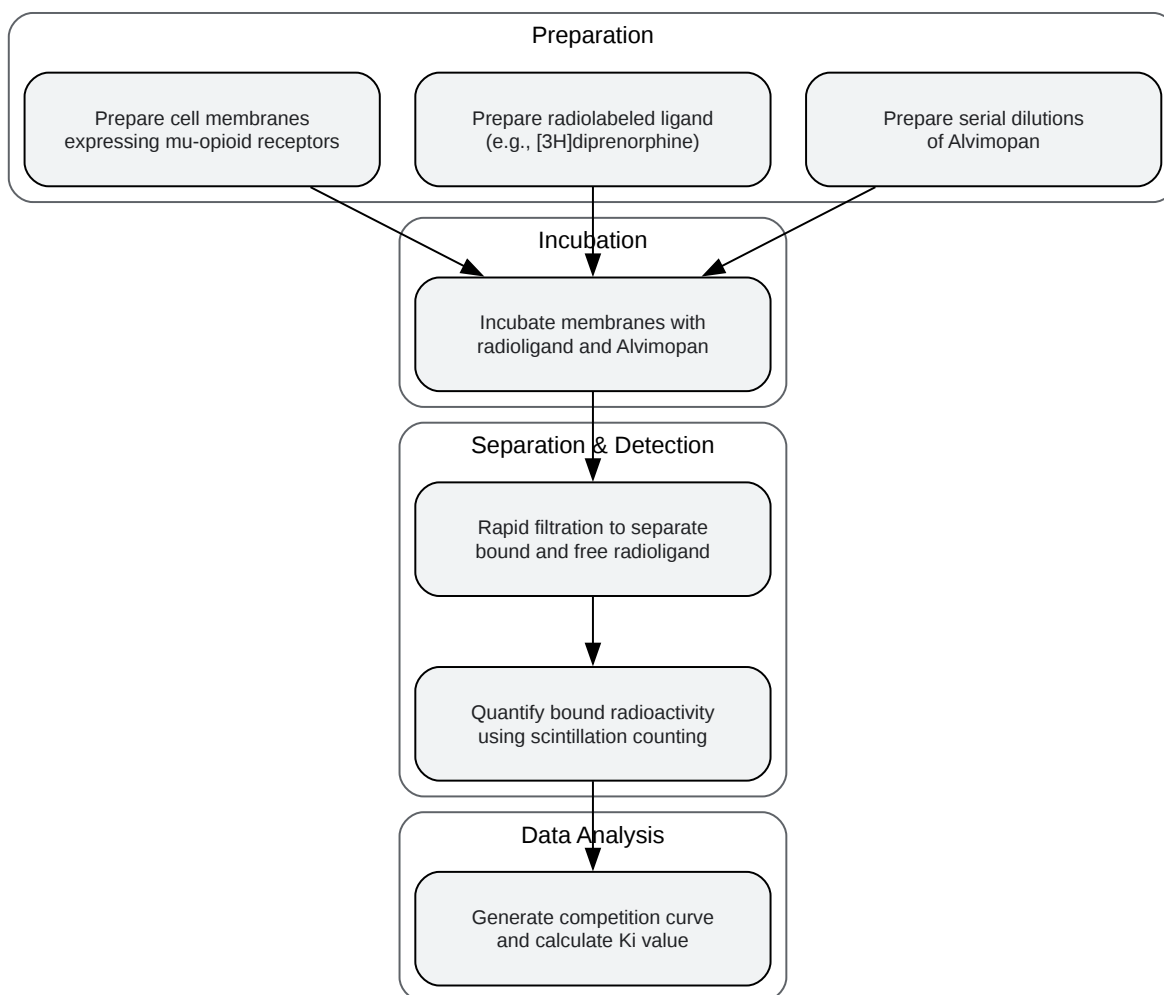 Preparation
Prepare cell membranes
expressing mu-opioid receptors
Prepare radiolabeled ligand
(e.g., [3H]diprenorphine)
Prepare serial dilutions
of Alvimopan
Incubation
Incubate membranes with
radioligand and Alvimopan
Separation & Detection
Rapid filtration to separate
bound and free radioligand
Quantify bound radioactivity
using scintillation counting
Data Analysis
Generate competition curve
and calculate Ki value